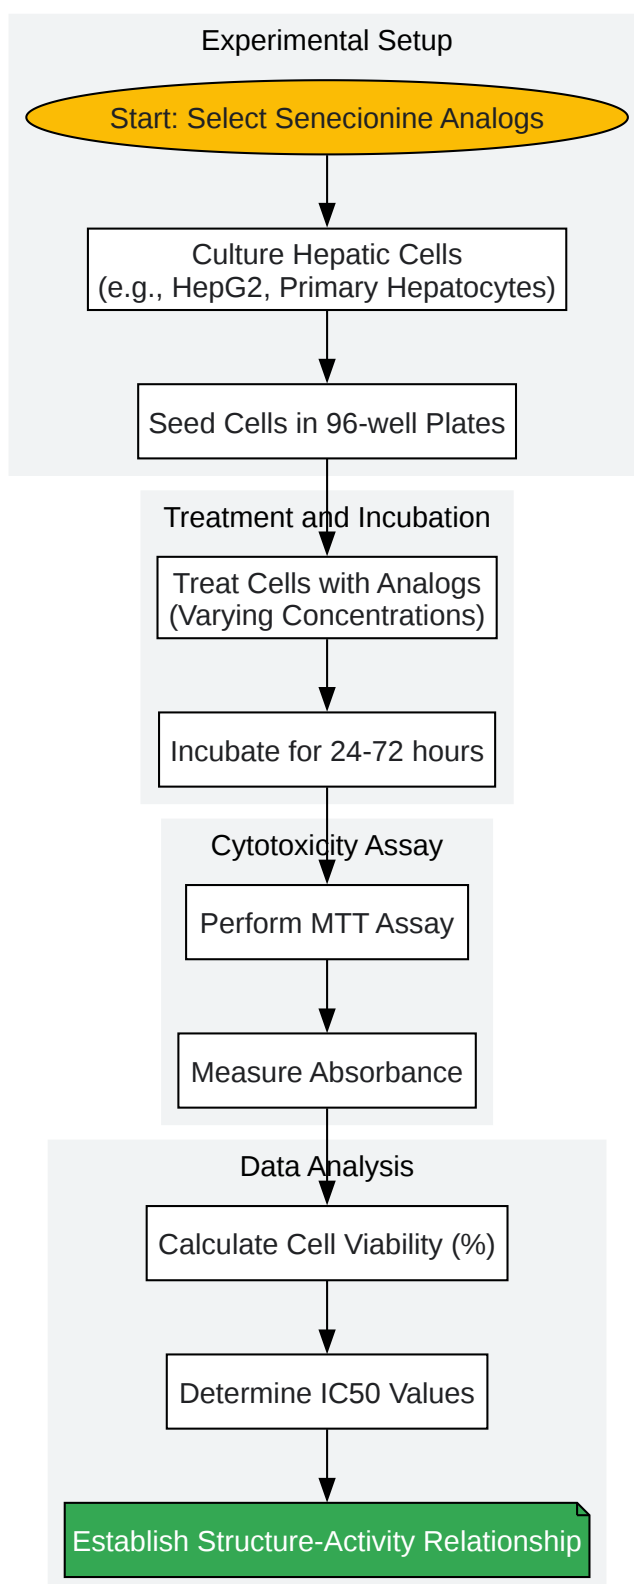 Experimental Setup
Start: Select Senecionine Analogs
Culture Hepatic Cells
(e.g., HepG2, Primary Hepatocytes)
Seed Cells in 96-well Plates
Treatment and Incubation
Treat Cells with Analogs
(Varying Concentrations)
Incubate for 24-72 hours
Cytotoxicity Assay
Perform MTT Assay
Measure Absorbance
Data Analysis
Calculate Cell Viability (%)
Determine IC50 Values
Establish Structure-Activity Relationship